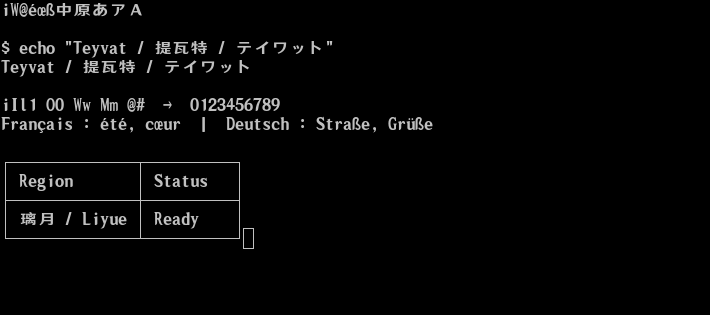 iW@éœß中原あアＡ
$ echo "Teyvat / 提瓦特 / テイワット"
Teyvat / 提瓦特 / テイワット
iIl1 OO Ww Mm @# → 0123456789
Français : été, cœur | Deutsch : Straße, Grüße
Region Status
璃月 / Liyue Ready